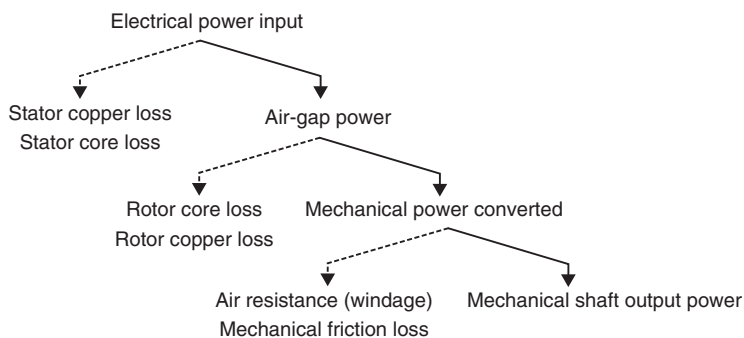 Electrical power input
Stator copper loss
Stator core loss
Air-gap power
Rotor core loss
Rotor copper loss
Mechanical power converted
Air resistance (windage)
Mechanical friction loss
Mechanical shaft output power